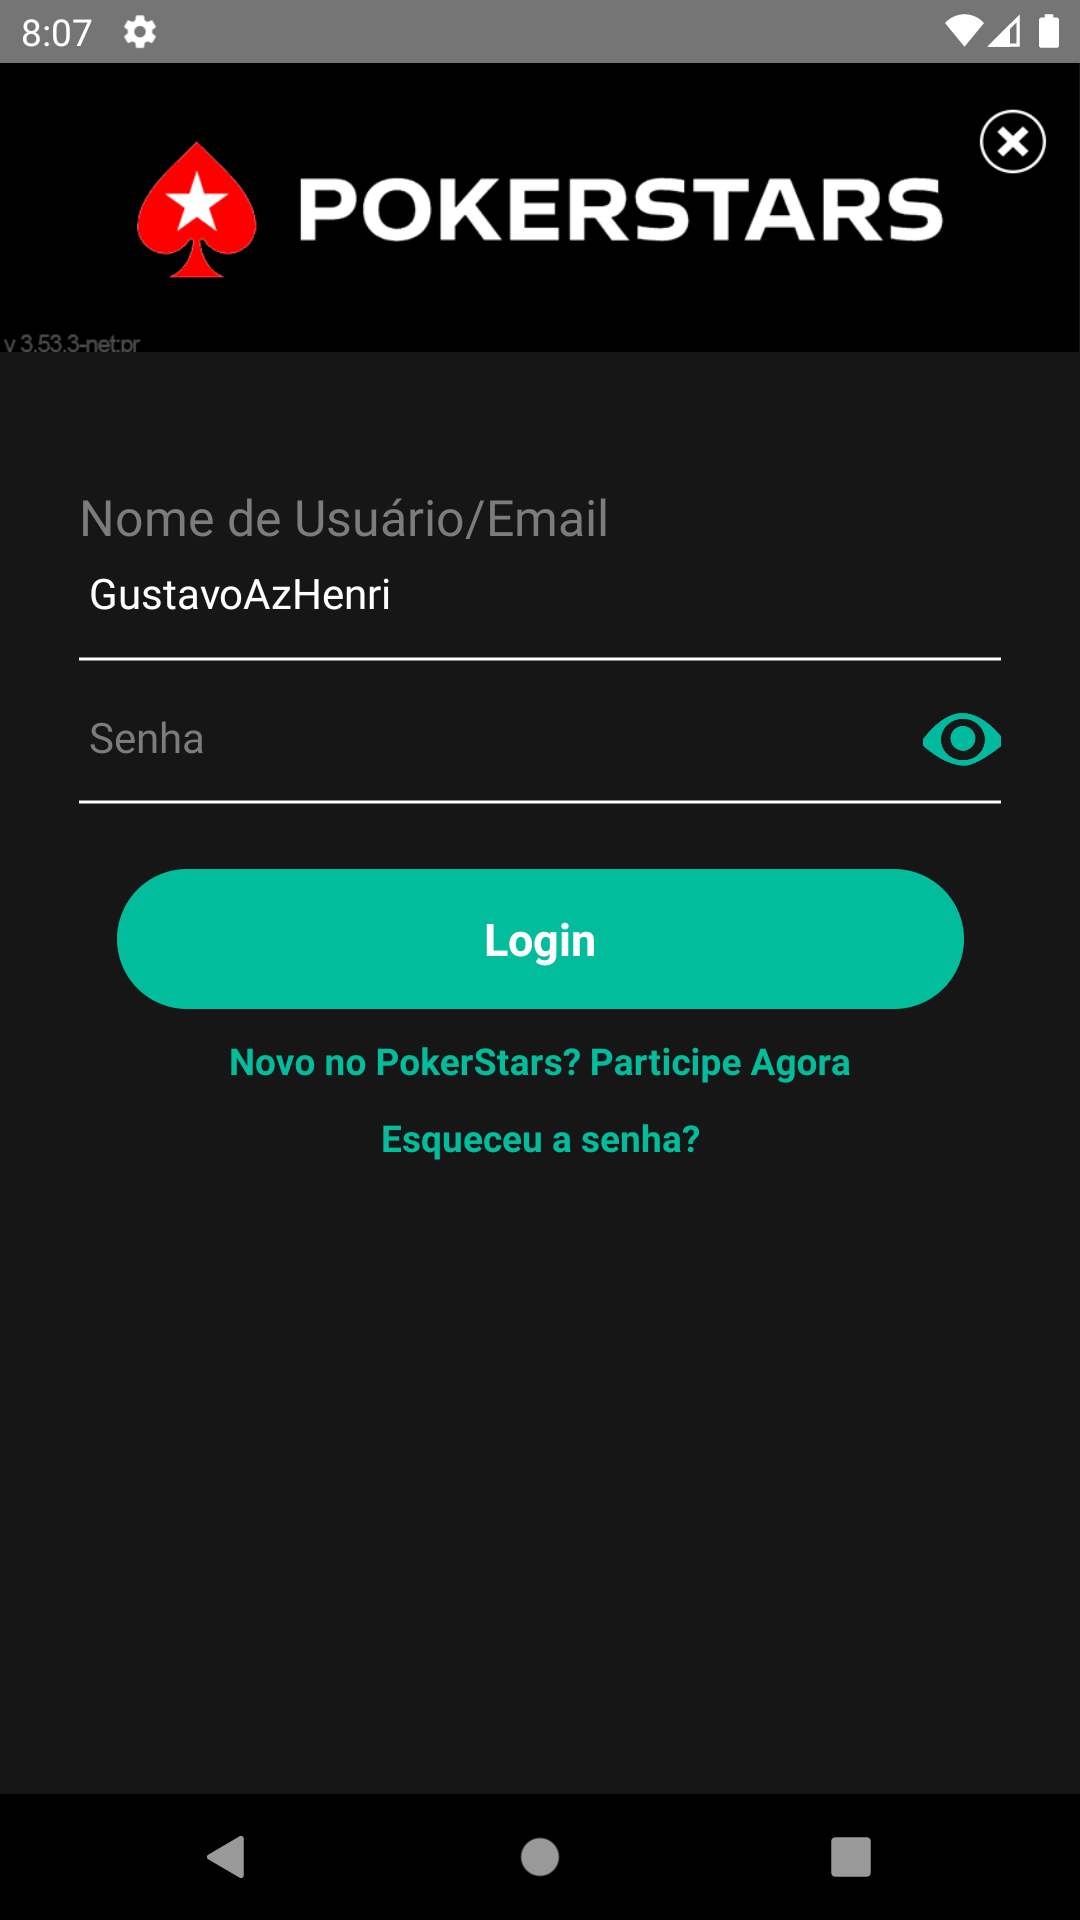 8:07
POKERSTARS
v 3.53.3-net:pr
Nome de Usuário/Email
GustavoAzHenri
Senha
Login
Novo no PokerStars? Participe Agora
Esqueceu a senha?